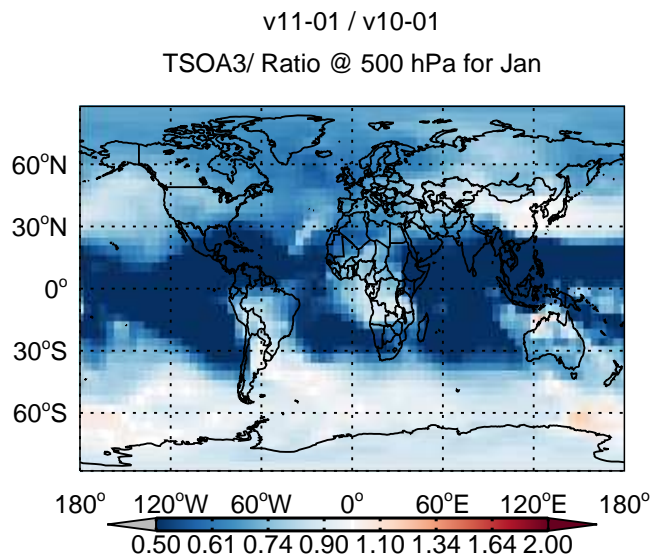 v11-01 / v10-01
TSOA3/ Ratio @ 500 hPa for Jan
60°N
30°N
0°
30°S
60°S
180° 120°W 60°W 0° 60°E 120°E 180°
0.50 0.61 0.74 0.90 1.10 1.34 1.64 2.00